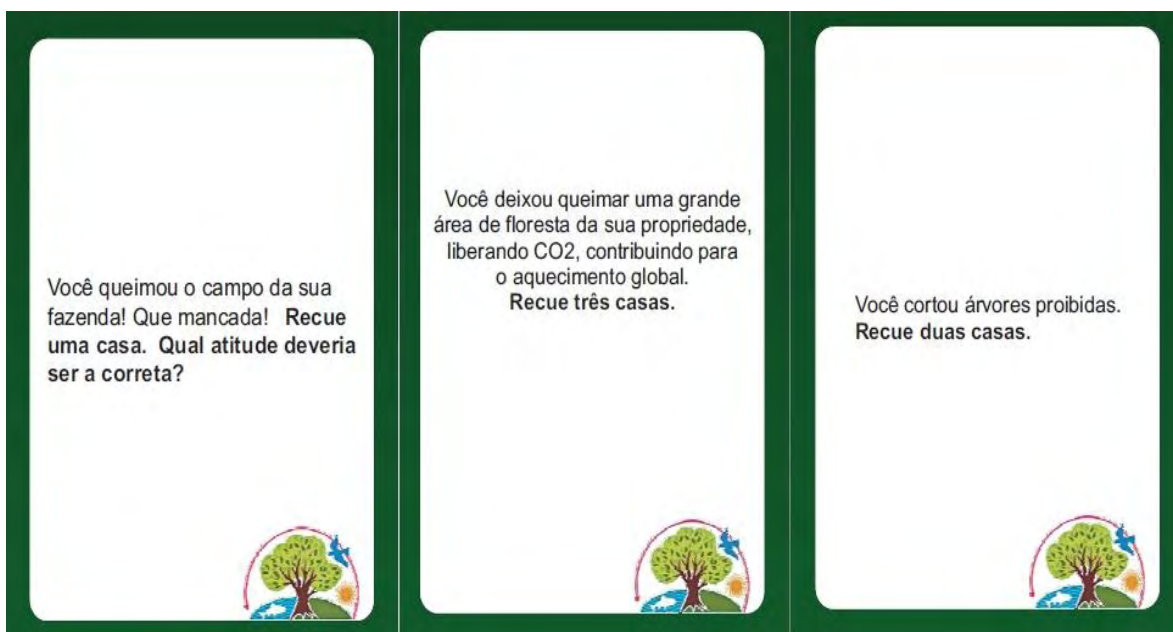 Você queimou o campo da sua
fazenda! Que mancada! Recue
uma casa. Qual atitude deveria
ser a correta?
Você deixou queimar uma grande
área de floresta da sua propriedade,
liberando CO2, contribuindo para
o aquecimento global.
Recue três casas.
Você cortou árvores proibidas.
Recue duas casas.